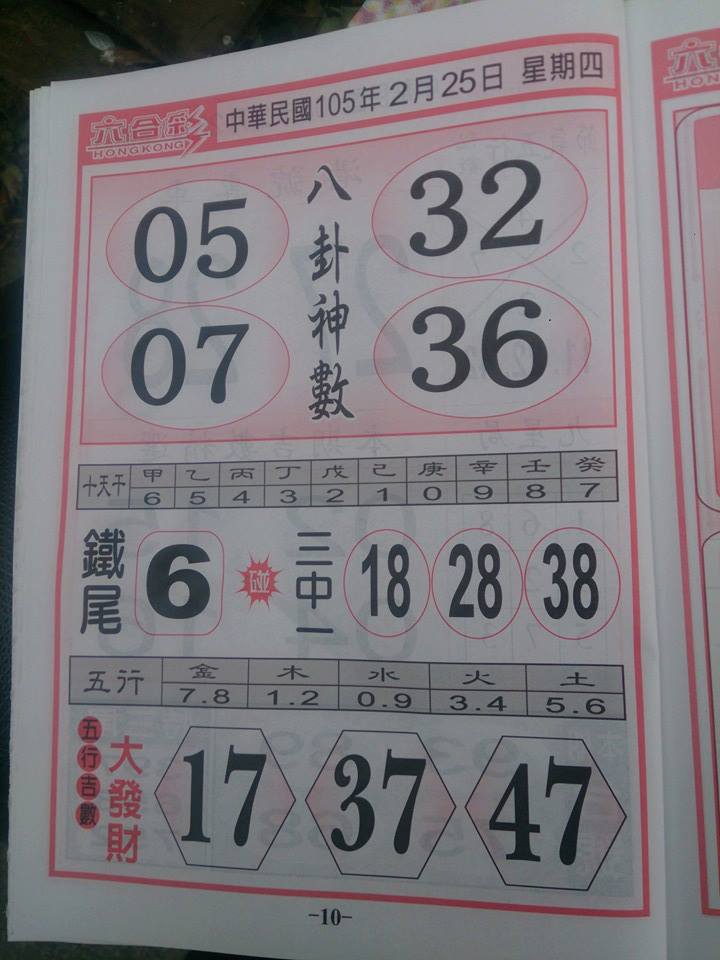 六合彩 中華民國105年2月25日 星期四
HONGKONG
八卦神數
05 32
07 36
十天干 甲 乙 丙 丁 戊 己 庚 辛 壬 癸
6 5 4 3 2 1 0 9 8 7
鐵尾 6 碰 三中一 18 28 38
五行 金 木 水 火 土
7.8 1.2 0.9 3.4 5.6
五行吉數 大發財 17 37 47
-10-
六
HON